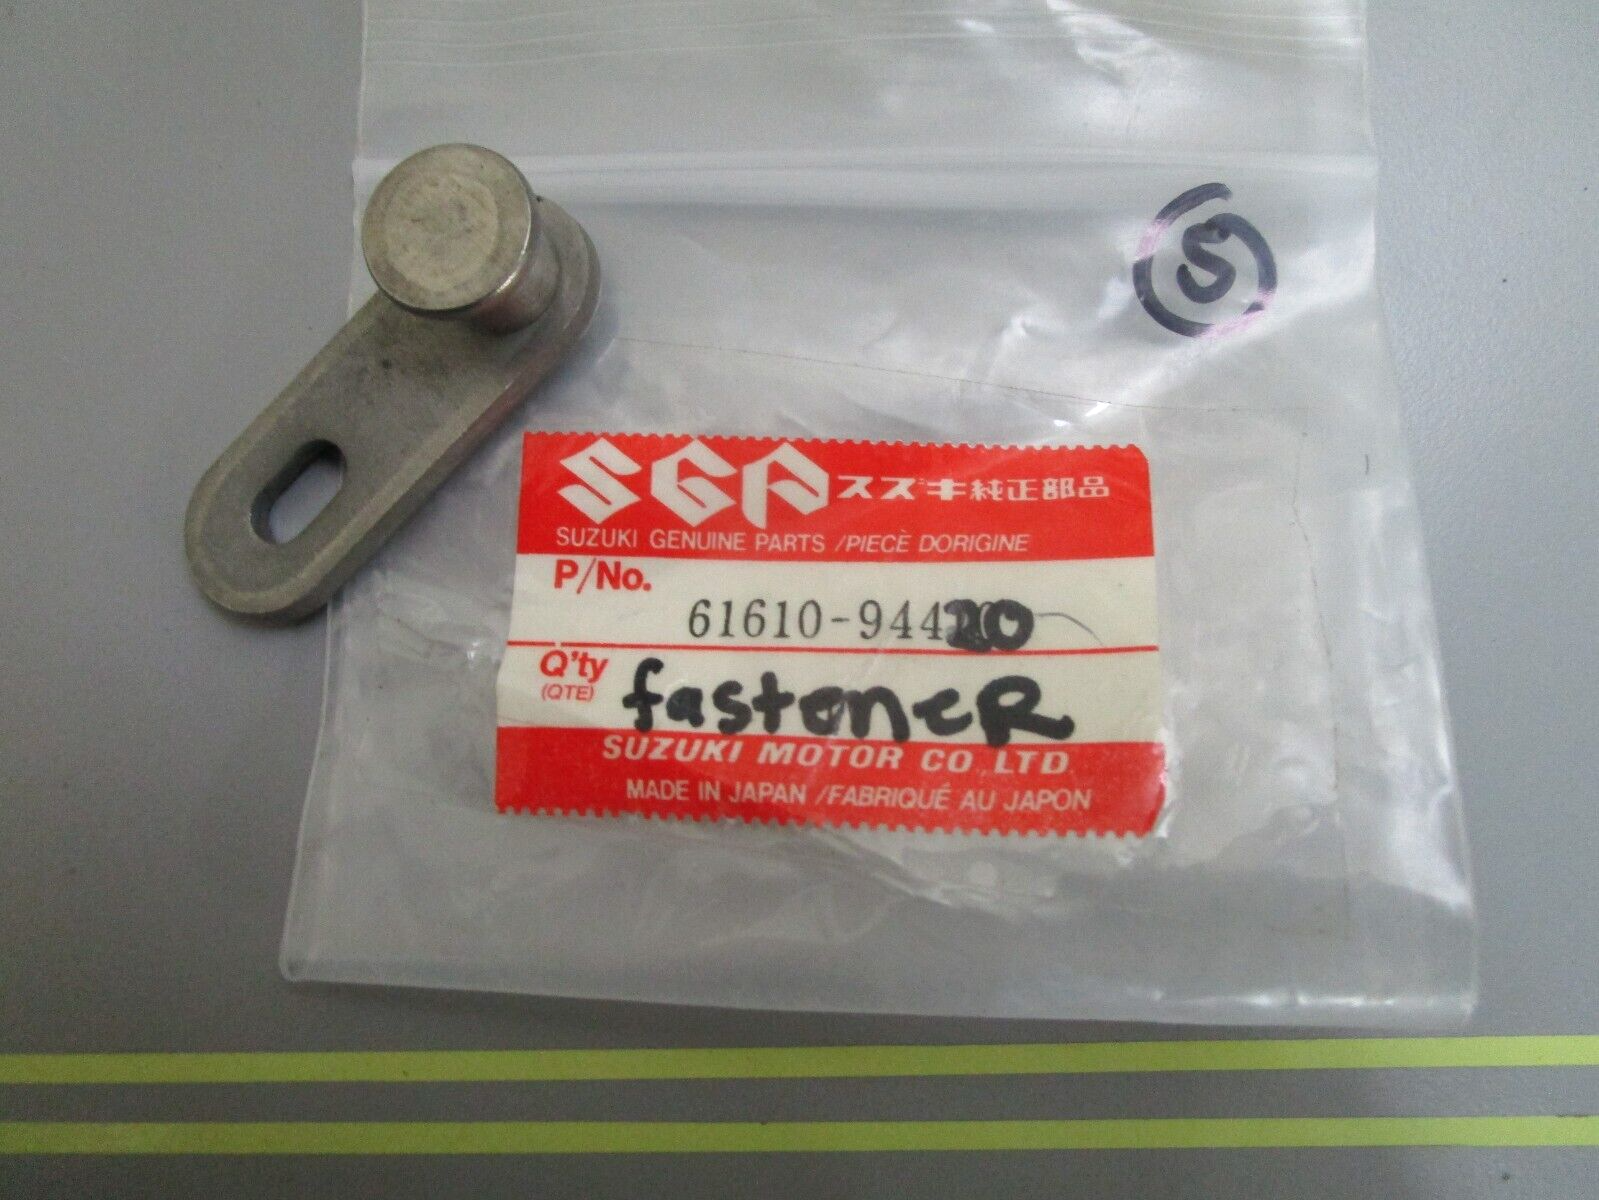 S
SGP スズキ純正部品
SUZUKI GENUINE PARTS /PIECÈ DORIGINE
P/No.
61610-94420
Q'ty
(QTE)
fasteneR
SUZUKI MOTOR CO.,LTD
MADE IN JAPAN /FABRIQUÉ AU JAPON